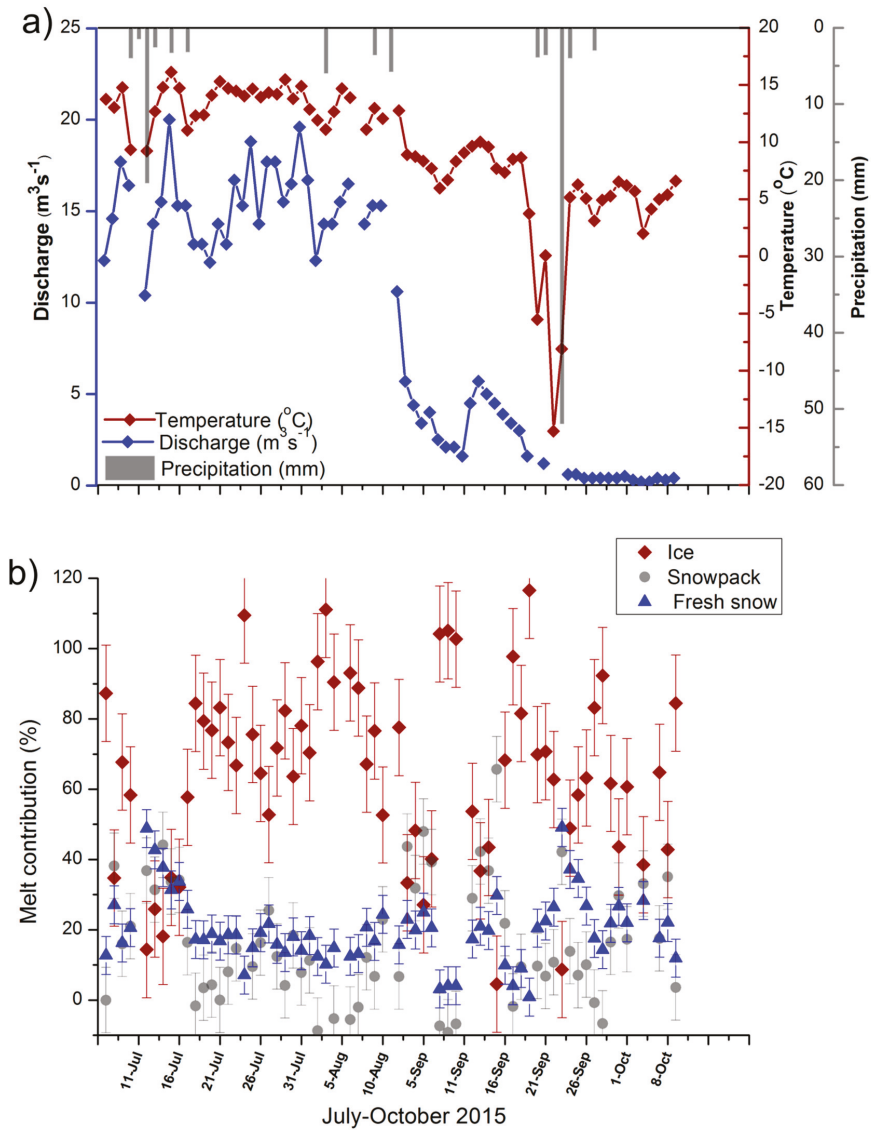 a)
25
20
15
10
5
0
Discharge (m³s⁻¹)
20
15
10
5
0
-5
-10
-15
-20
Temperature (°C)
0
10
20
30
40
50
60
Precipitation (mm)
Temperature (°C)
Discharge (m³s⁻¹)
Precipitation (mm)
b)
Ice
Snowpack
Fresh snow
120
100
80
60
40
20
0
Melt contribution (%)
11-Jul
16-Jul
21-Jul
26-Jul
31-Jul
5-Aug
10-Aug
5-Sep
11-Sep
16-Sep
21-Sep
26-Sep
1-Oct
8-Oct
July-October 2015